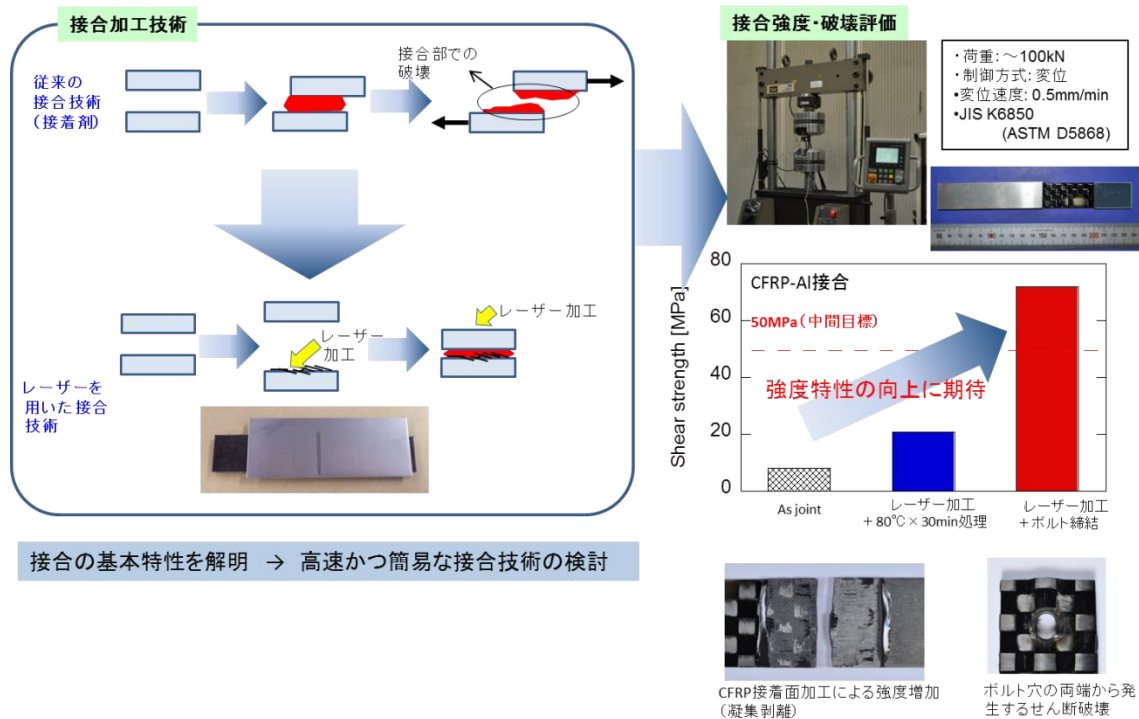 接合加工技術
従来の
接合技術
(接着剤)
接合部での
破壊
レーザー
加工
レーザー加工
レーザーを
用いた接合
技術
接合の基本特性を解明 → 高速かつ簡易な接合技術の検討
接合強度・破壊評価
・荷重:～100kN
・制御方式:変位
•変位速度: 0.5mm/min
•JIS K6850
(ASTM D5868)
CFRP-Al接合
50MPa(中間目標)
強度特性の向上に期待
Shear strength [MPa]
80
60
40
20
0
As joint
レーザー加工
+80℃×30min処理
レーザー加工
+ボルト締結
CFRP接着面加工による強度増加
(凝集剥離)
ボルト穴の両端から発
生するせん断破壊